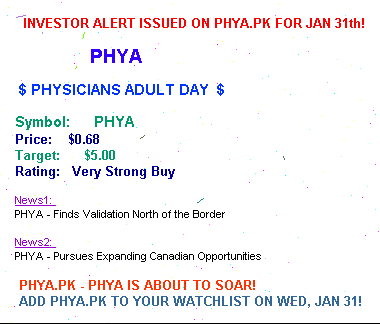 INVESTOR ALERT ISSUED ON PHYA.PK FOR JAN 31th!
PHYA
$ PHYSICIANS ADULT DAY $
Symbol: PHYA
Price: $0.68
Target: $5.00
Rating: Very Strong Buy
News1:
PHYA - Finds Validation North of the Border
News2:
PHYA - Pursues Expanding Canadian Opportunities
PHYA.PK - PHYA IS ABOUT TO SOAR!
ADD PHYA.PK TO YOUR WATCHLIST ON WED, JAN 31!